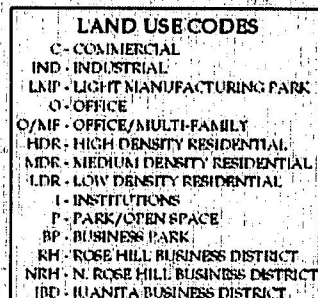 LAND USE CODES
C - COMMERCIAL
IND - INDUSTRIAL
LMP - LIGHT MANUFACTURING PARK
O - OFFICE
O/MF - OFFICE/MULTI-FAMILY
HDR - HIGH DENSITY RESIDENTIAL
MDR - MEDIUM DENSITY RESIDENTIAL
LDR - LOW DENSITY RESIDENTIAL
I - INSTITUTIONS
P - PARK/OPEN SPACE
BP - BUSINESS PARK
RH - ROSE HILL BUSINESS DISTRICT
NRH - N. ROSE HILL BUSINESS DISTRICT
JBD - JUANITA BUSINESS DISTRICT